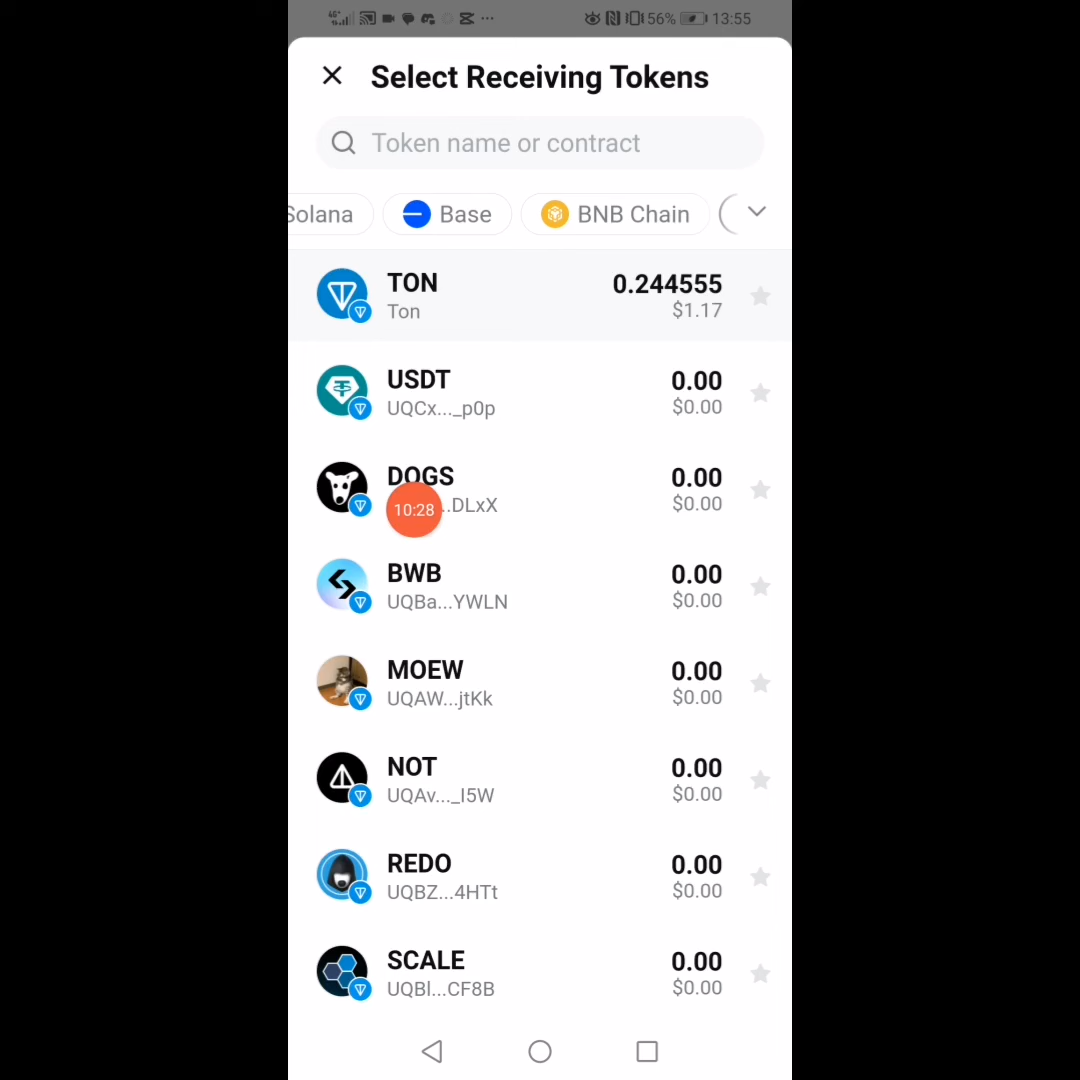 56% 13:55
Select Receiving Tokens
Token name or contract
Solana Base BNB Chain
TON 0.244555
Ton $1.17
USDT 0.00
UQCx..._p0p $0.00
DOGS 0.00
10:28 ..DLxX $0.00
BWB 0.00
UQBa...YWLN $0.00
MOEW 0.00
UQAW...jtKk $0.00
NOT 0.00
UQAv..._I5W $0.00
REDO 0.00
UQBZ...4HTt $0.00
SCALE 0.00
UQBl...CF8B $0.00